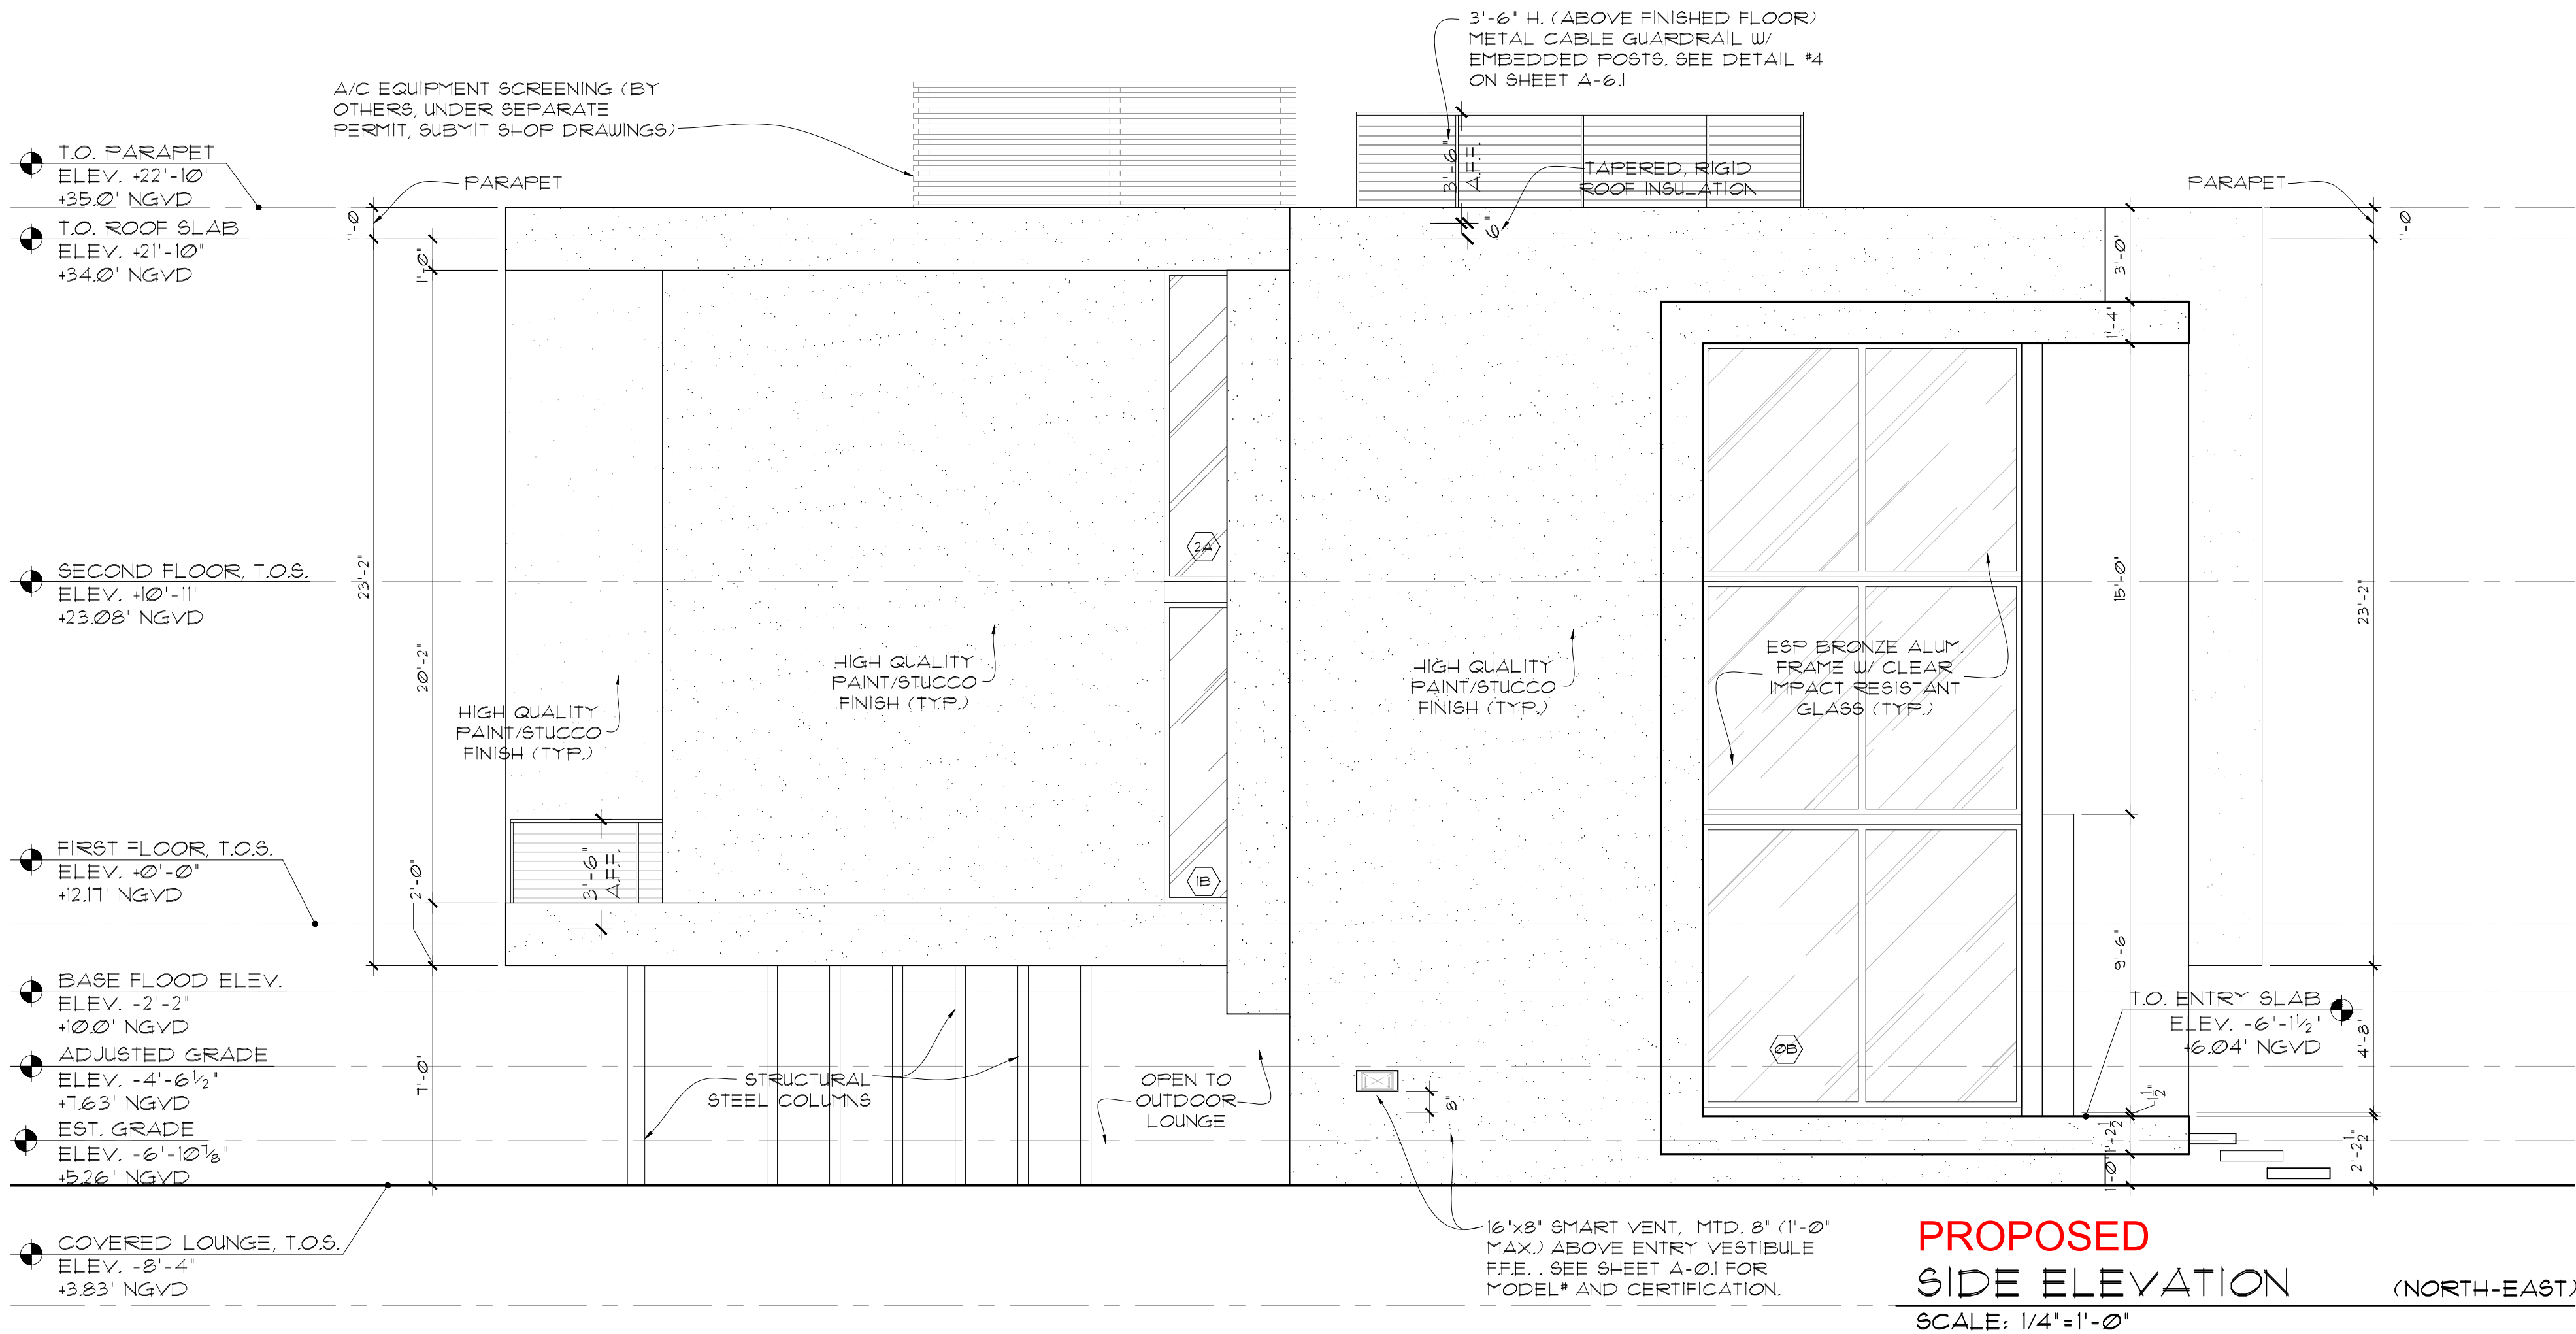 3'-6" H. (ABOVE FINISHED FLOOR)
METAL CABLE GUARDRAIL W/
EMBEDDED POSTS. SEE DETAIL #4
ON SHEET A-6.1
A/C EQUIPMENT SCREENING (BY
OTHERS, UNDER SEPARATE
PERMIT, SUBMIT SHOP DRAWINGS)
T.O. PARAPET
ELEV. +22'-10"
+35.0' NGVD
PARAPET
3'-6"
A.F.F.
TAPERED, RIGID
ROOF INSULATION
PARAPET
T.O. ROOF SLAB
ELEV. +21'-10"
+34.0' NGVD
1'-0"
1'-0"
6"
3'-0"
1'-0"
1'-4"
2A
SECOND FLOOR, T.O.S.
ELEV. +10'-11"
+23.08' NGVD
23'-2"
20'-2"
15'-0"
23'-2"
HIGH QUALITY
PAINT/STUCCO
FINISH (TYP.)
HIGH QUALITY
PAINT/STUCCO
FINISH (TYP.)
HIGH QUALITY
PAINT/STUCCO
FINISH (TYP.)
ESP BRONZE ALUM.
FRAME W/ CLEAR
IMPACT RESISTANT
GLASS (TYP.)
FIRST FLOOR, T.O.S.
ELEV. +0'-0"
+12.17' NGVD
2'-0"
3'-6"
A.F.F.
1B
9'-6"
BASE FLOOD ELEV.
ELEV. -2'-2"
+10.0' NGVD
T.O. ENTRY SLAB
ELEV. -6'-1½"
+6.04' NGVD
4'-8"
ADJUSTED GRADE
ELEV. -4'-6½"
+7.63' NGVD
7'-0"
STRUCTURAL
STEEL COLUMNS
OPEN TO
OUTDOOR
LOUNGE
8"
0B
1½"
EST. GRADE
ELEV. -6'-10⅞"
+5.26' NGVD
1'-2½"
1'-0"
2'-2½"
COVERED LOUNGE, T.O.S.
ELEV. -8'-4"
+3.83' NGVD
16"x8" SMART VENT, MTD. 8" (1'-0"
MAX.) ABOVE ENTRY VESTIBULE
F.F.E. . SEE SHEET A-0.1 FOR
MODEL# AND CERTIFICATION.
PROPOSED
SIDE ELEVATION (NORTH-EAST)
SCALE: 1/4"=1'-0"